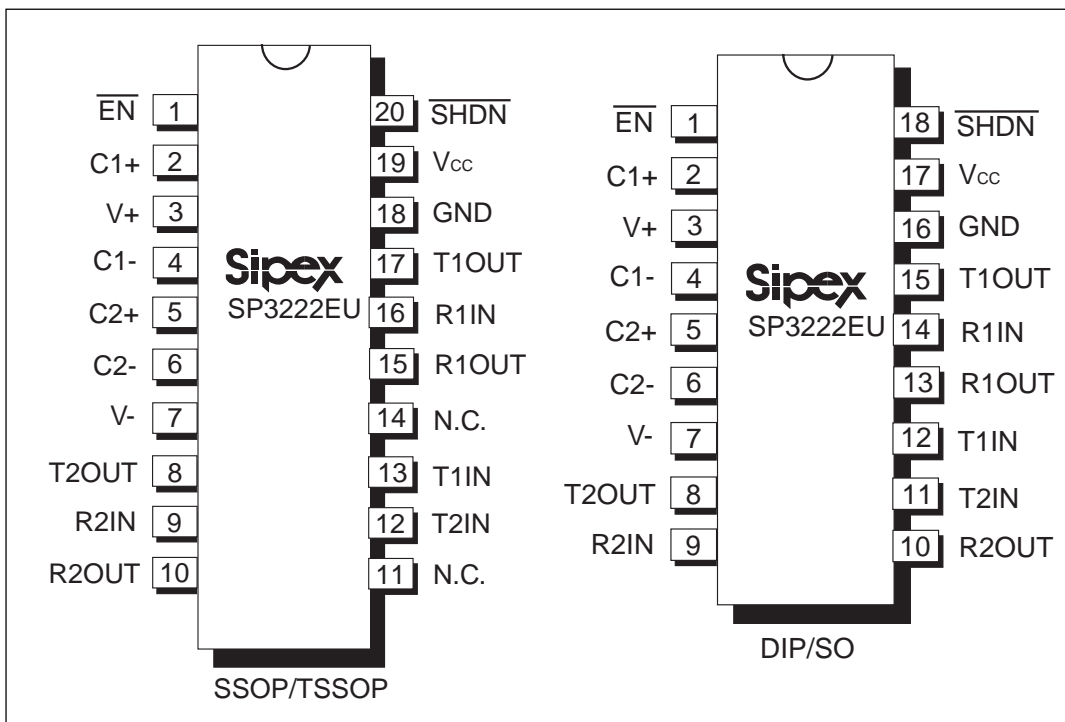 EN 1 20 SHDN
C1+ 2 19 Vcc
V+ 3 18 GND
C1- 4 17 T1OUT
C2+ 5 16 R1IN
C2- 6 15 R1OUT
V- 7 14 N.C.
T2OUT 8 13 T1IN
R2IN 9 12 T2IN
R2OUT 10 11 N.C.
Sipex
SP3222EU
SSOP/TSSOP
EN 1 18 SHDN
C1+ 2 17 Vcc
V+ 3 16 GND
C1- 4 15 T1OUT
C2+ 5 14 R1IN
C2- 6 13 R1OUT
V- 7 12 T1IN
T2OUT 8 11 T2IN
R2IN 9 10 R2OUT
Sipex
SP3222EU
DIP/SO